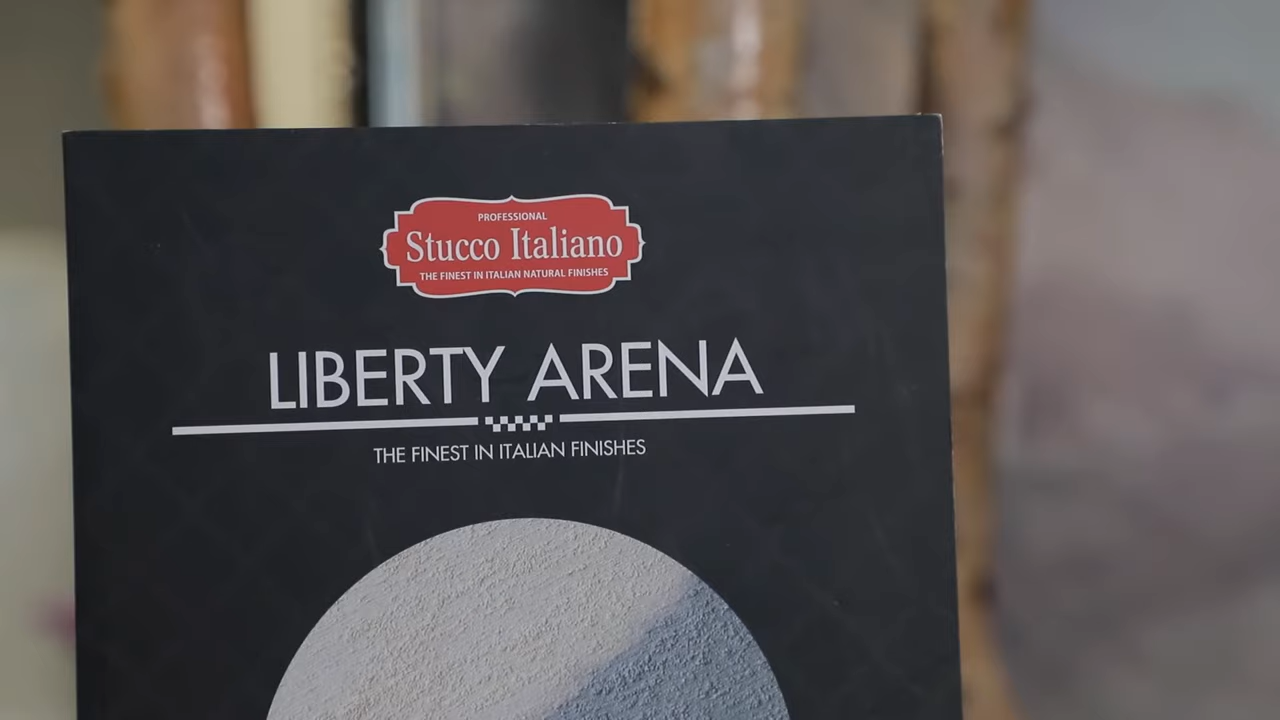 PROFESSIONAL
Stucco Italiano
THE FINEST IN ITALIAN NATURAL FINISHES
LIBERTY ARENA
THE FINEST IN ITALIAN FINISHES